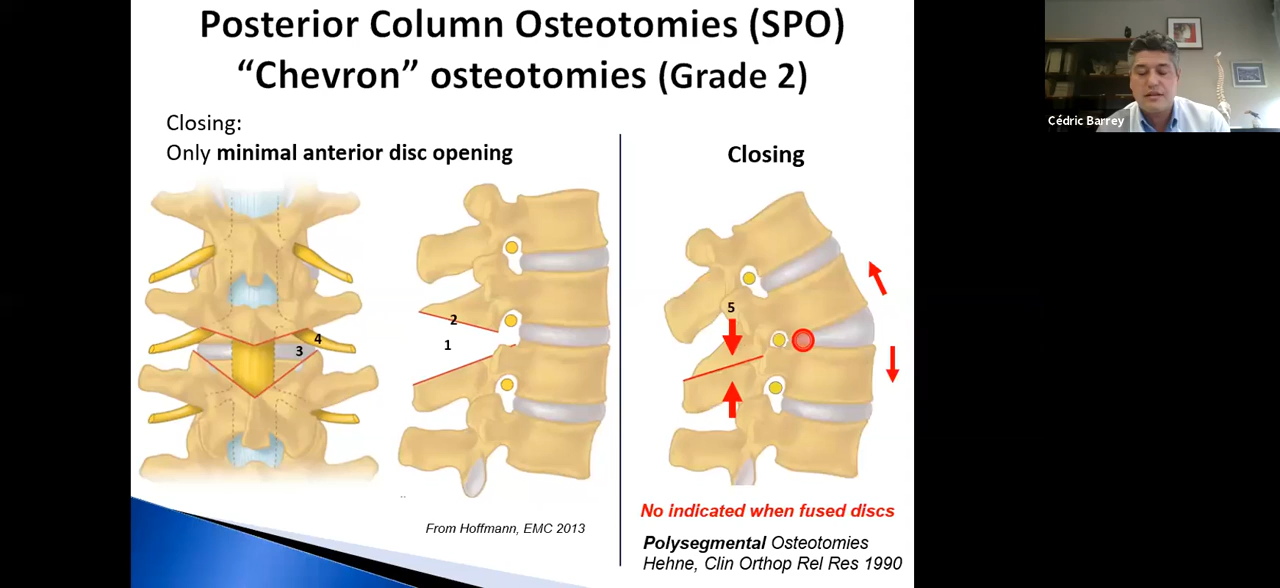 Posterior Column Osteotomies (SPO)
“Chevron” osteotomies (Grade 2)
Closing:
Only minimal anterior disc opening
Closing
4
3
2
1
5
From Hoffmann, EMC 2013
No indicated when fused discs
Polysegmental Osteotomies
Hehne, Clin Orthop Rel Res 1990
Cédric Barrey